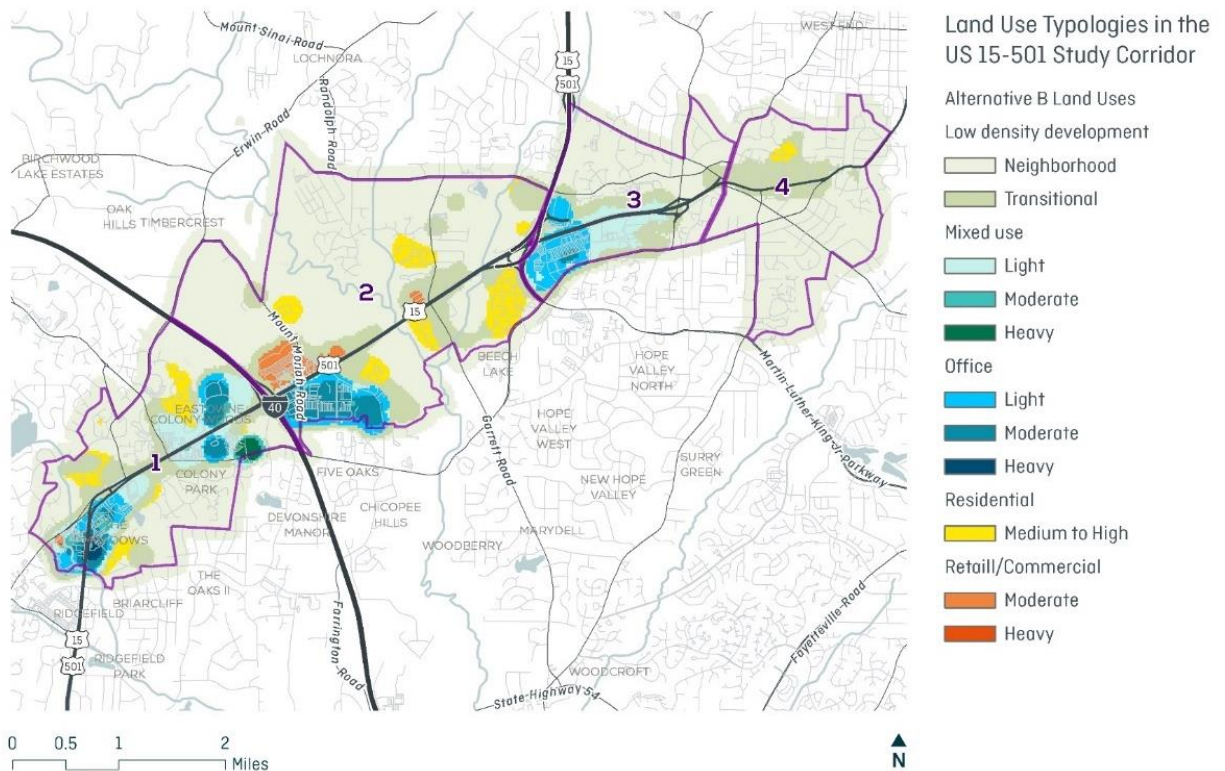 Land Use Typologies in the
US 15-501 Study Corridor
Alternative B Land Uses
Low density development
Neighborhood
Transitional
Mixed use
Light
Moderate
Heavy
Office
Light
Moderate
Heavy
Residential
Medium to High
Retaill/Commercial
Moderate
Heavy
Mount Sinai Road
LOCHNORA
WEST END
15
501
Randolph Road
Erwin-Road
BIRCHWOOD
LAKE ESTATES
OAK
HILLS
TIMBERCREST
3
4
2
15
Mount Moriah Road
501
BEECH
LAKE
HOPE
VALLEY
NORTH
Martin-Luther-King-Jr-Parkway
40
EASTOWNE
HOPE
VALLEY
WEST
Garrett Road
1
COLONY
PARK
FIVE OAKS
SURRY
GREEN
NEW HOPE
VALLEY
CHICOPEE
HILLS
DEVONSHIRE
MANOR
MARYDELL
WOODBERRY
THE
OAKS II
BRIARCLIFF
RIDGEFIELD
Farrington-Road
Fayetteville-Road
15
501
RIDGEFIELD
PARK
WOODCROFT
State-Highway 54
0 0.5 1 2
Miles
N